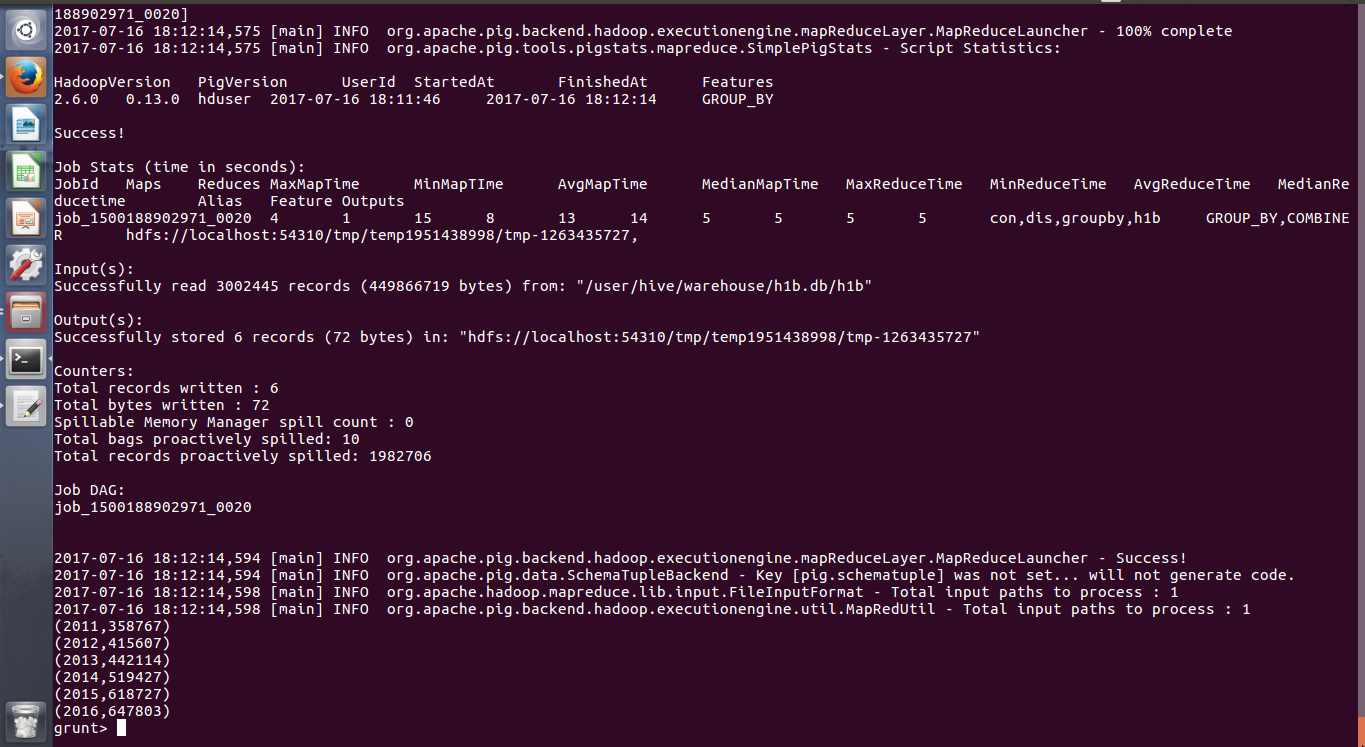 188902971_0020]
2017-07-16 18:12:14,575 [main] INFO  org.apache.pig.backend.hadoop.executionengine.mapReduceLayer.MapReduceLauncher - 100% complete
2017-07-16 18:12:14,575 [main] INFO  org.apache.pig.tools.pigstats.mapreduce.SimplePigStats - Script Statistics:
HadoopVersion   PigVersion      UserId  StartedAt       FinishedAt      Features
2.6.0   0.13.0  hduser  2017-07-16 18:11:46     2017-07-16 18:12:14     GROUP_BY
Success!
Job Stats (time in seconds):
JobId   Maps    Reduces MaxMapTime      MinMapTIme      AvgMapTime      MedianMapTime   MaxReduceTime   MinReduceTime   AvgReduceTime   MedianRe
ducetime        Alias   Feature Outputs
job_1500188902971_0020  4       1       15      8       13      14      5       5       5       5       con,dis,groupby,h1b     GROUP_BY,COMBINE
R       hdfs://localhost:54310/tmp/temp1951438998/tmp-1263435727,
Input(s):
Successfully read 3002445 records (449866719 bytes) from: "/user/hive/warehouse/h1b.db/h1b"
Output(s):
Successfully stored 6 records (72 bytes) in: "hdfs://localhost:54310/tmp/temp1951438998/tmp-1263435727"
Counters:
Total records written : 6
Total bytes written : 72
Spillable Memory Manager spill count : 0
Total bags proactively spilled: 10
Total records proactively spilled: 1982706
Job DAG:
job_1500188902971_0020
2017-07-16 18:12:14,594 [main] INFO  org.apache.pig.backend.hadoop.executionengine.mapReduceLayer.MapReduceLauncher - Success!
2017-07-16 18:12:14,594 [main] INFO  org.apache.pig.data.SchemaTupleBackend - Key [pig.schematuple] was not set... will not generate code.
2017-07-16 18:12:14,598 [main] INFO  org.apache.hadoop.mapreduce.lib.input.FileInputFormat - Total input paths to process : 1
2017-07-16 18:12:14,598 [main] INFO  org.apache.pig.backend.hadoop.executionengine.util.MapRedUtil - Total input paths to process : 1
(2011,358767)
(2012,415607)
(2013,442114)
(2014,519427)
(2015,618727)
(2016,647803)
grunt>